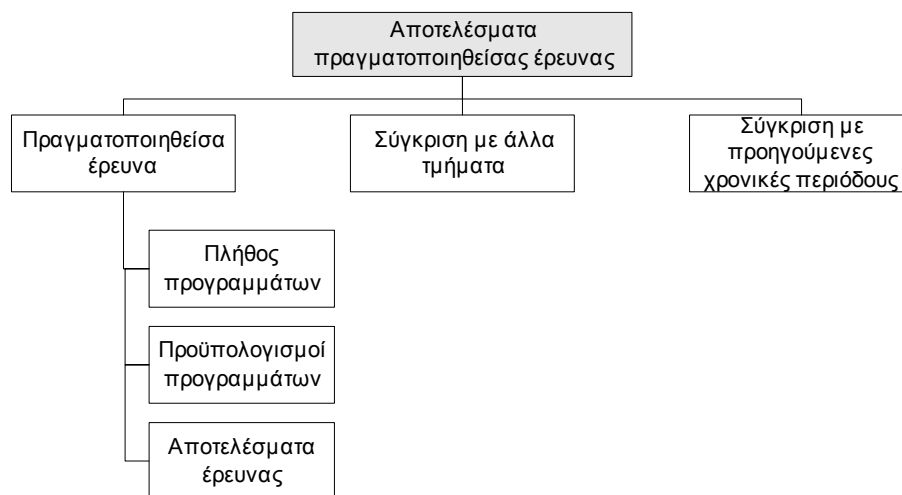 Αποτελέσματα
πραγματοποιηθείσας έρευνας
Πραγματοποιηθείσα
έρευνα
Σύγκριση με άλλα
τμήματα
Σύγκριση με
προηγούμενες
χρονικές περιόδους
Πλήθος
προγραμμάτων
Προϋπολογισμοί
προγραμμάτων
Αποτελέσματα
έρευνας